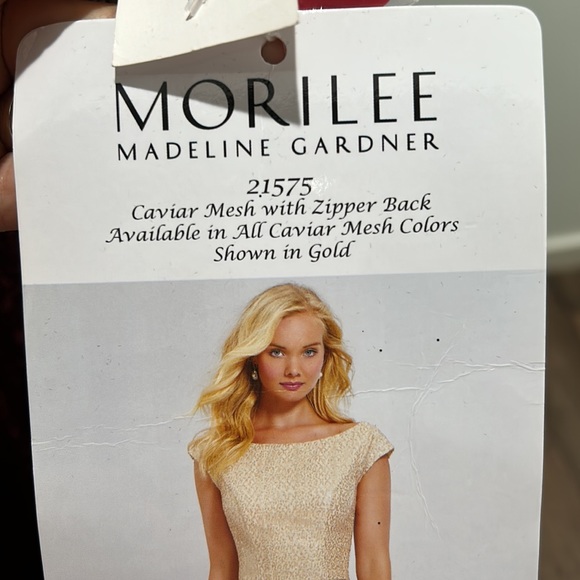 MORILEE
MADELINE GARDNER
21575
Caviar Mesh with Zipper Back
Available in All Caviar Mesh Colors
Shown in Gold